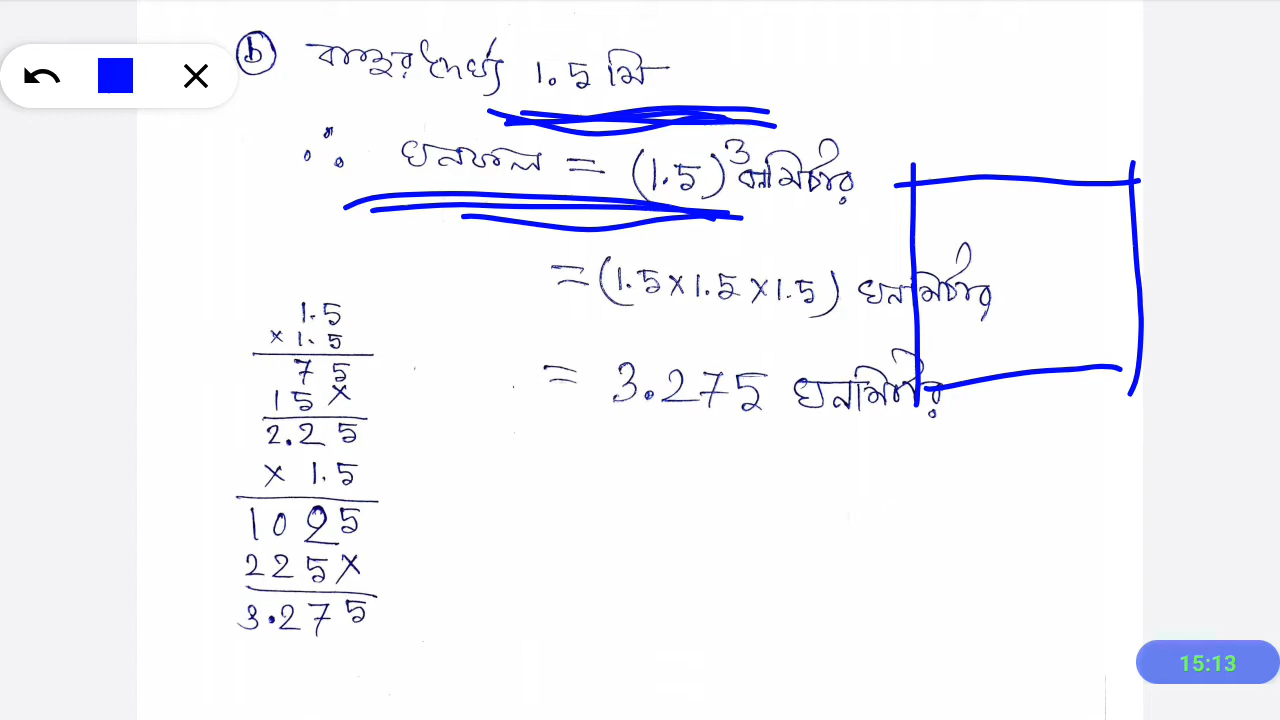 b বাহুর দৈর্ঘ্য 1.5 মি
∴ ঘনফল = (1.5)³ ঘনমিটাৰ
= (1.5×1.5×1.5) ঘনমিটাৰ
= 3.275 ঘনমিটাৰ
1.5
× 1.5
75
15×
2.25
× 1.5
1025
225×
3.275
15:13